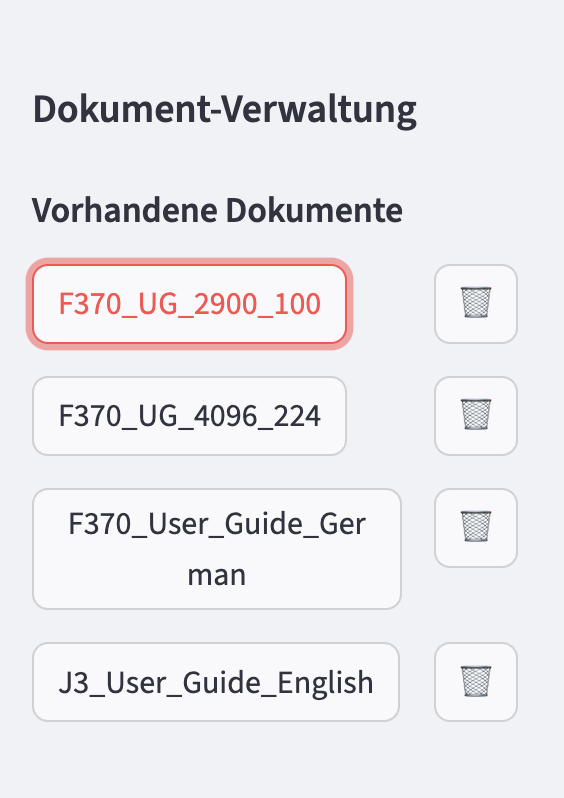 Dokument-Verwaltung
Vorhandene Dokumente
F370_UG_2900_100
F370_UG_4096_224
F370_User_Guide_Ger
man
J3_User_Guide_English